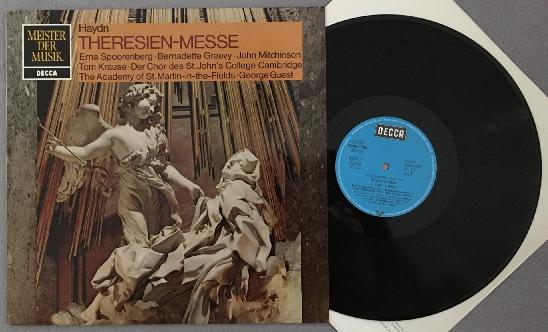 MEISTER
DER
MUSIK
DECCA
Haydn
THERESIEN-MESSE
Erna Spoorenberg · Bernadette Greevy · John Mitchinson
Tom Krause · Der Chor des St. John's College Cambridge
The Academy of St. Martin-in-the-Fields · George Guest
DECCA